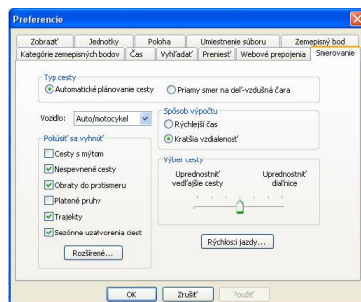 Preferencie
Zobraziť Jednotky Poloha Umiestnenie súboru Zemepisný bod
Kategórie zemepisných bodov Čas Vyhľadať Preniesť Webové prepojenia Smerovanie
Typ cesty
Automatické plánovanie cesty Priamy smer na cieľ-vzdušná čara
Vozidlo: Auto/motocykel
Spôsob výpočtu
Rýchlejší čas
Kratšia vzdialenosť
Pokúsiť sa vyhnúť
Cesty s mýtom
Nespevnené cesty
Obraty do protismeru
Platené pruhy
Trajekty
Sezónne uzatvorenia ciest
Rozšírené...
Výber cesty
Uprednostniť vedľajšie cesty
Uprednostniť diaľnice
Rýchlosti jazdy...
OK Zrušiť Použiť